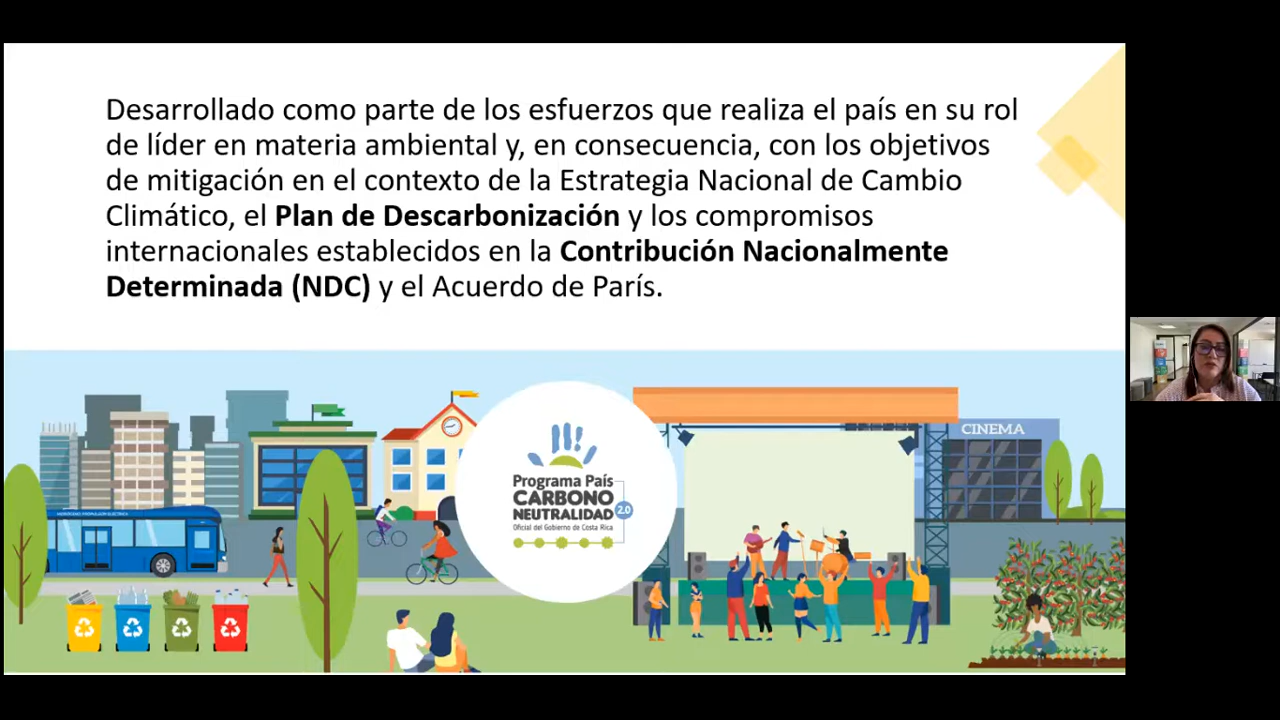 Desarrollado como parte de los esfuerzos que realiza el país en su rol
de líder en materia ambiental y, en consecuencia, con los objetivos
de mitigación en el contexto de la Estrategia Nacional de Cambio
Climático, el Plan de Descarbonización y los compromisos
internacionales establecidos en la Contribución Nacionalmente
Determinada (NDC) y el Acuerdo de París.
CINEMA
Programa País
CARBONO
NEUTRALIDAD
2.0
Oficial del Gobierno de Costa Rica